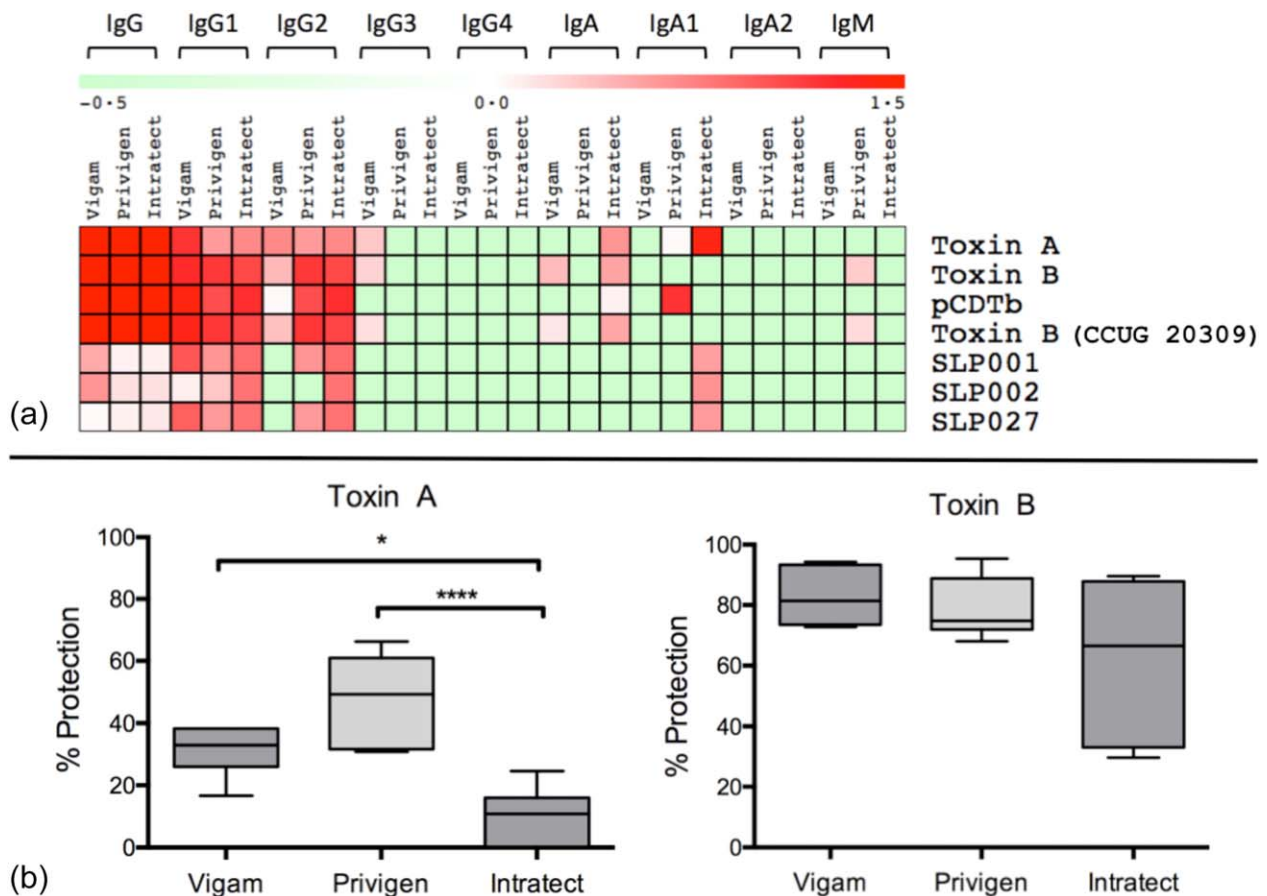 IgG IgG1 IgG2 IgG3 IgG4 IgA IgA1 IgA2 IgM
-0·5 0·0 1·5
Vigam Privigen Intratect Vigam Privigen Intratect Vigam Privigen Intratect Vigam Privigen Intratect Vigam Privigen Intratect Vigam Privigen Intratect Vigam Privigen Intratect Vigam Privigen Intratect Vigam Privigen Intratect
Toxin A
Toxin B
pCDTb
Toxin B (CCUG 20309)
SLP001
SLP002
SLP027
(a)
Toxin A
100
80
60
40
20
0
% Protection
*
****
Vigam Privigen Intratect
Toxin B
100
80
60
40
20
0
% Protection
Vigam Privigen Intratect
(b)